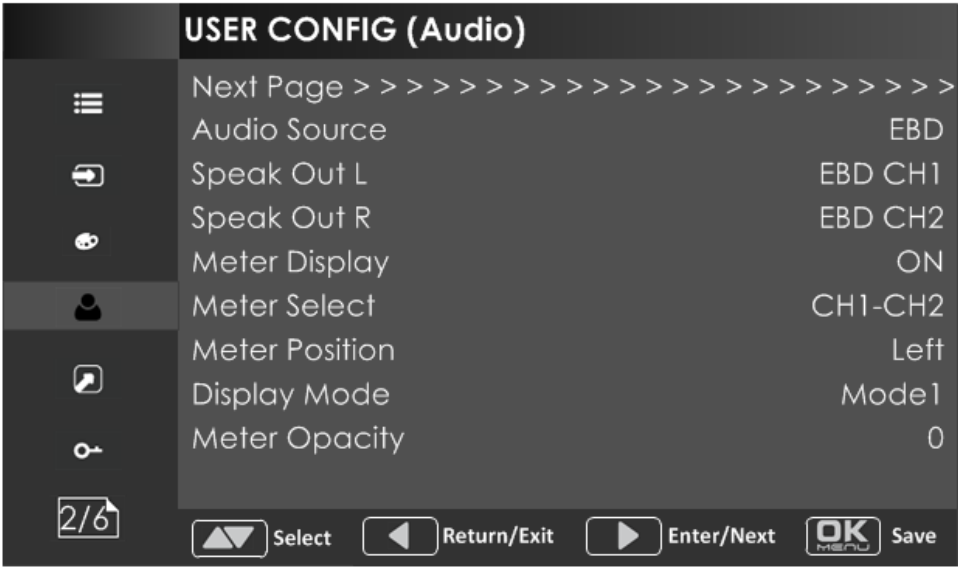 USER CONFIG (Audio)
Next Page > > > > > > > > > > > > > > > > > > > > > > >
Audio Source EBD
Speak Out L EBD CH1
Speak Out R EBD CH2
Meter Display ON
Meter Select CH1-CH2
Meter Position Left
Display Mode Mode1
Meter Opacity 0
2/6
Select Return/Exit Enter/Next OK MENU Save